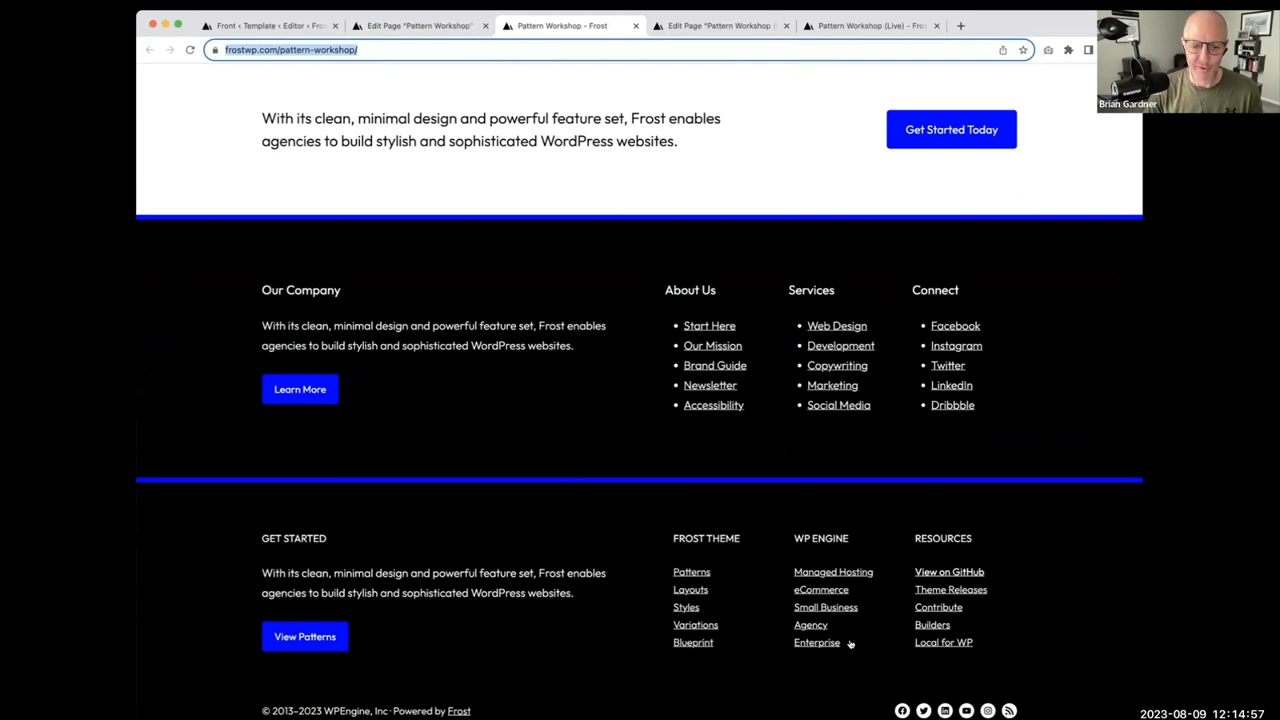 Front ‹ Template ‹ Editor ‹ Fro
Edit Page "Pattern Workshop"
Pattern Workshop – Frost
Edit Page "Pattern Workshop
Pattern Workshop (Live) – Fro
frostwp.com/pattern-workshop/
Brian Gardner
With its clean, minimal design and powerful feature set, Frost enables
agencies to build stylish and sophisticated WordPress websites.
Get Started Today
Our Company
With its clean, minimal design and powerful feature set, Frost enables
agencies to build stylish and sophisticated WordPress websites.
Learn More
About Us
• Start Here
• Our Mission
• Brand Guide
• Newsletter
• Accessibility
Services
• Web Design
• Development
• Copywriting
• Marketing
• Social Media
Connect
• Facebook
• Instagram
• Twitter
• LinkedIn
• Dribbble
GET STARTED
With its clean, minimal design and powerful feature set, Frost enables
agencies to build stylish and sophisticated WordPress websites.
View Patterns
FROST THEME
Patterns
Layouts
Styles
Variations
Blueprint
WP ENGINE
Managed Hosting
eCommerce
Small Business
Agency
Enterprise
RESOURCES
View on GitHub
Theme Releases
Contribute
Builders
Local for WP
© 2013–2023 WPEngine, Inc · Powered by Frost
2023-08-09 12:14:57